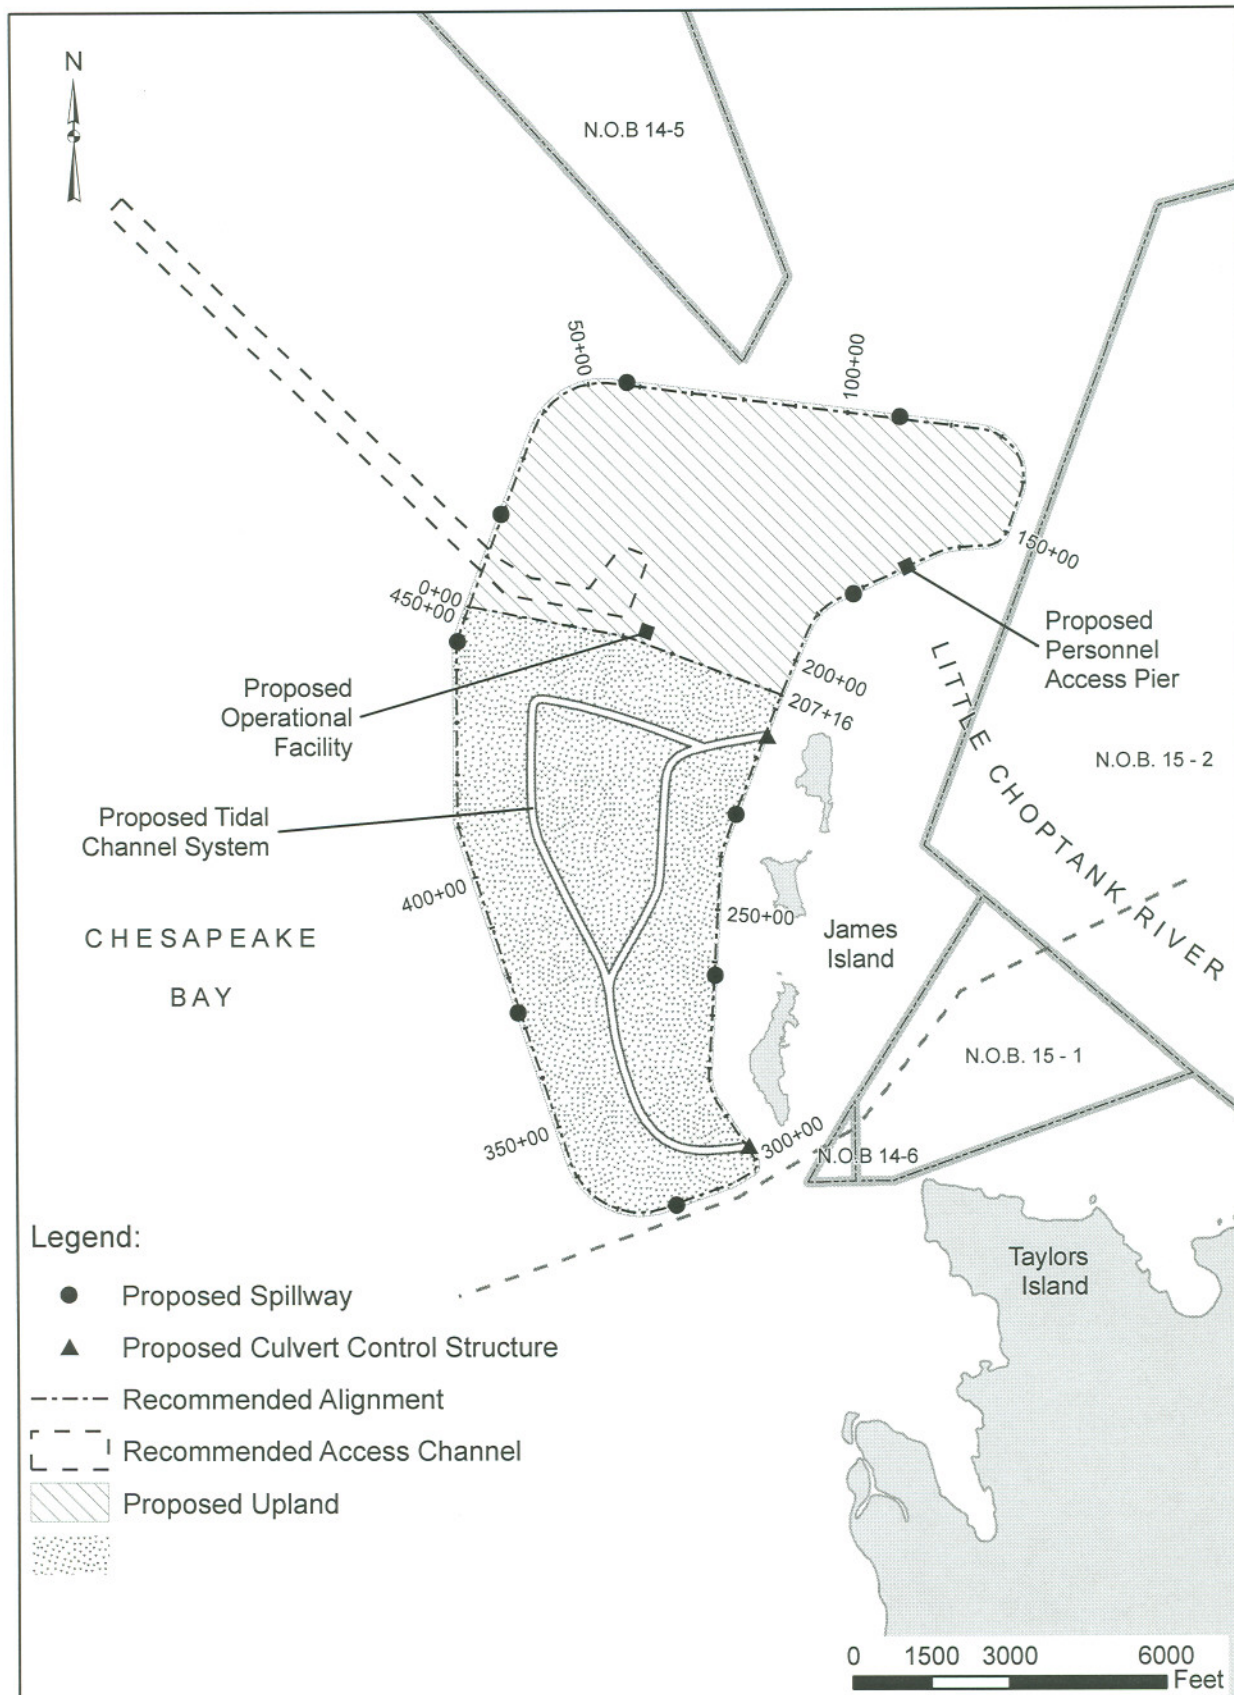 N
N.O.B 14-5
50+00
100+00
150+00
0+00
450+00
Proposed
Personnel
Access Pier
200+00
207+16
Proposed
Operational
Facility
LITTLE CHOPTANK RIVER
N.O.B. 15 - 2
Proposed Tidal
Channel System
400+00
250+00
CHESAPEAKE
BAY
James
Island
N.O.B. 15 - 1
350+00
300+00
N.O.B 14-6
Taylors
Island
Legend:
Proposed Spillway
Proposed Culvert Control Structure
Recommended Alignment
Recommended Access Channel
Proposed Upland
0 1500 3000 6000
Feet